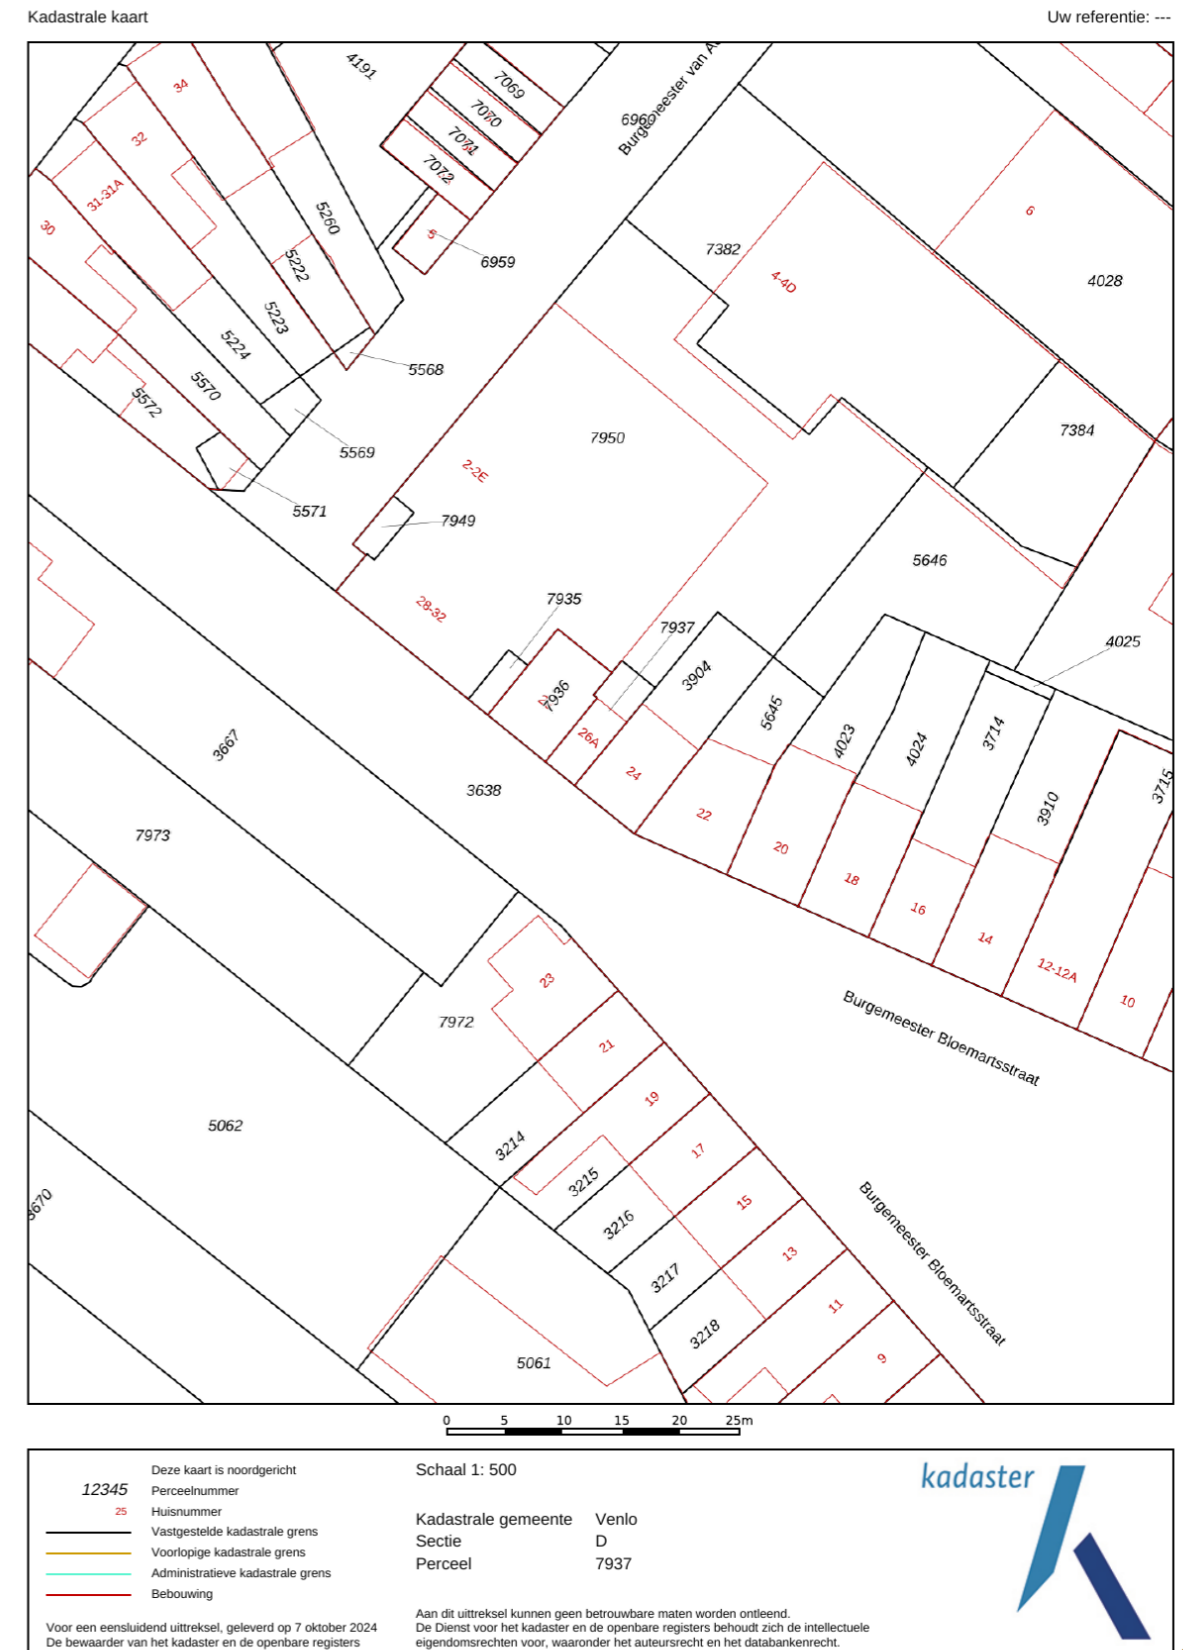 Kadastrale kaart
Uw referentie: ---
4191
7069
7070
7071
7072
5
6959
6960
Burgemeester van
34
32
31-31A
30
5260
5222
5223
5224
5570
5572
5568
5569
5571
7382
4-4D
6
4028
7384
7950
2-2E
7949
28-32
7935
7936
7937
26A
3904
5646
5645
4025
4023
4024
3714
3910
3715
24
22
20
18
16
14
12-12A
10
3667
3638
7973
7972
5062
3670
23
21
19
17
15
13
11
9
3214
3215
3216
3217
3218
5061
Burgemeester Bloemartsstraat
Burgemeester Bloemartsstraat
0 5 10 15 20 25m
Deze kaart is noordgericht
12345 Perceelnummer
25 Huisnummer
Vastgestelde kadastrale grens
Voorlopige kadastrale grens
Administratieve kadastrale grens
Bebouwing
Voor een eensluidend uittreksel, geleverd op 7 oktober 2024
De bewaarder van het kadaster en de openbare registers
Schaal 1: 500
Kadastrale gemeente Venlo
Sectie D
Perceel 7937
Aan dit uittreksel kunnen geen betrouwbare maten worden ontleend.
De Dienst voor het kadaster en de openbare registers behoudt zich de intellectuele
eigendomsrechten voor, waaronder het auteursrecht en het databankenrecht.
kadaster